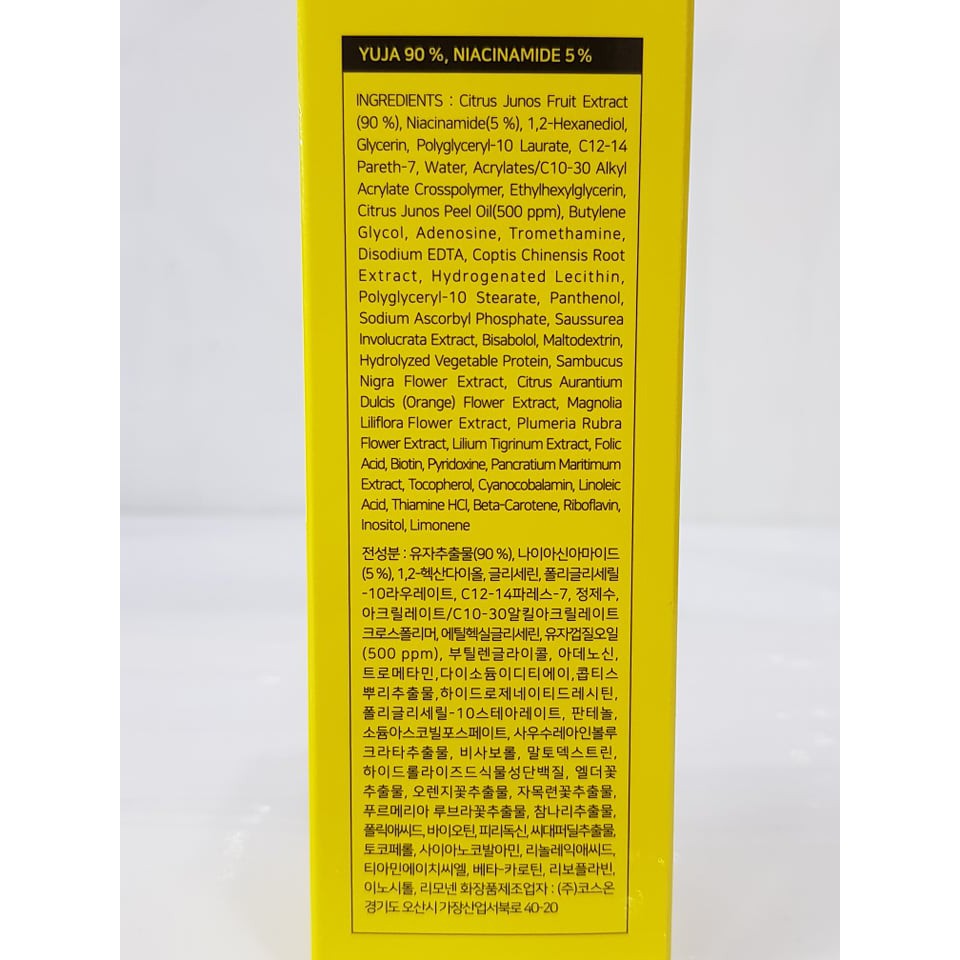 YUJA 90 %, NIACINAMIDE 5 %
INGREDIENTS : Citrus Junos Fruit Extract
(90 %), Niacinamide(5 %), 1,2-Hexanediol,
Glycerin, Polyglyceryl-10 Laurate, C12-14
Pareth-7, Water, Acrylates/C10-30 Alkyl
Acrylate Crosspolymer, Ethylhexylglycerin,
Citrus Junos Peel Oil(500 ppm), Butylene
Glycol, Adenosine, Tromethamine,
Disodium EDTA, Coptis Chinensis Root
Extract, Hydrogenated Lecithin,
Polyglyceryl-10 Stearate, Panthenol,
Sodium Ascorbyl Phosphate, Saussurea
Involucrata Extract, Bisabolol, Maltodextrin,
Hydrolyzed Vegetable Protein, Sambucus
Nigra Flower Extract, Citrus Aurantium
Dulcis (Orange) Flower Extract, Magnolia
Liliflora Flower Extract, Plumeria Rubra
Flower Extract, Lilium Tigrinum Extract, Folic
Acid, Biotin, Pyridoxine, Pancratium Maritimum
Extract, Tocopherol, Cyanocobalamin, Linoleic
Acid, Thiamine HCl, Beta-Carotene, Riboflavin,
Inositol, Limonene
전성분 : 유자추출물(90 %), 나이아신아마이드
(5 %), 1,2-헥산다이올, 글리세린, 폴리글리세릴
-10라우레이트, C12-14파레스-7, 정제수,
아크릴레이트/C10-30알킬아크릴레이트
크로스폴리머, 에틸헥실글리세린, 유자껍질오일
(500 ppm), 부틸렌글라이콜, 아데노신,
트로메타민,다이소듐이디티에이,콥티스
뿌리추출물,하이드로제네이티드레시틴,
폴리글리세릴-10스테아레이트, 판테놀,
소듐아스코빌포스페이트, 사우수레아인볼루
크라타추출물, 비사보롤, 말토덱스트린,
하이드롤라이즈드식물성단백질, 엘더꽃
추출물, 오렌지꽃추출물, 자목련꽃추출물,
푸르메리아 루브라꽃추출물, 참나리추출물,
폴릭애씨드, 바이오틴, 피리독신, 씨대퍼딜추출물,
토코페롤, 사이아노코발아민, 리놀레익애씨드,
티아민에이치씨엘, 베타-카로틴, 리보플라빈,
이노시톨, 리모넨 화장품제조업자 : (주)코스온
경기도 오산시 가장산업서북로 40-20